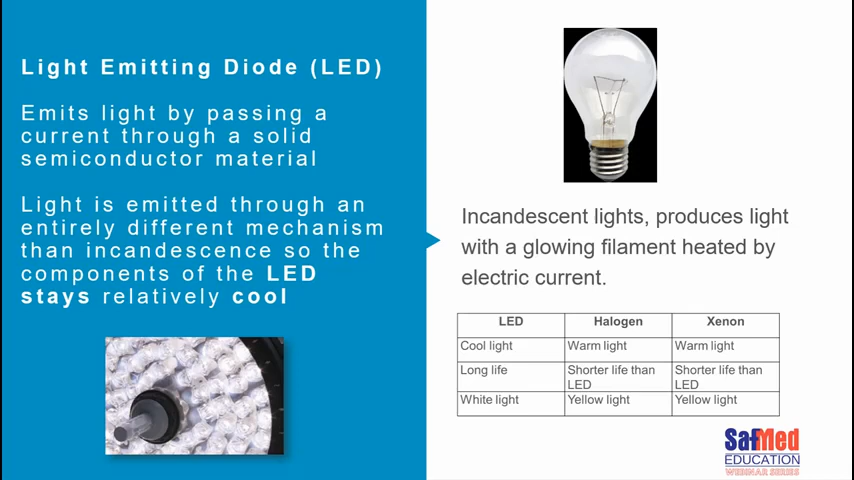 Light Emitting Diode (LED)
Emits light by passing a
current through a solid
semiconductor material
Light is emitted through an
entirely different mechanism
than incandescence so the
components of the LED
stays relatively cool
Incandescent lights, produces light
with a glowing filament heated by
electric current.
LED Halogen Xenon
Cool light Warm light Warm light
Long life Shorter life than LED Shorter life than LED
White light Yellow light Yellow light
SafMed
EDUCATION
WEBINAR SERIES